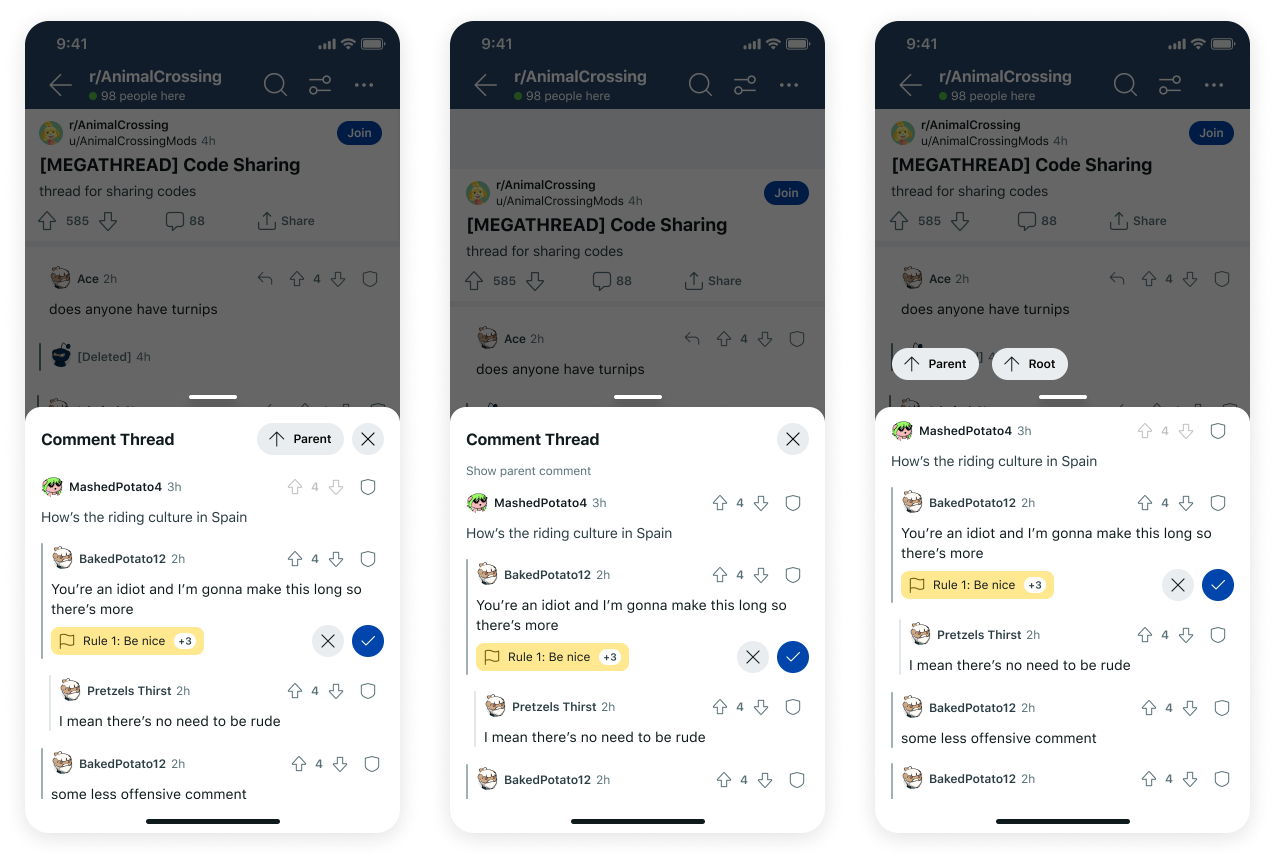 9:41
r/AnimalCrossing
98 people here
r/AnimalCrossing
u/AnimalCrossingMods 4h
Join
[MEGATHREAD] Code Sharing
thread for sharing codes
585
88
Share
Ace 2h
4
does anyone have turnips
[Deleted] 4h
Comment Thread
Parent
MashedPotato4 3h
4
How's the riding culture in Spain
BakedPotato12 2h
4
You're an idiot and I'm gonna make this long so
there's more
Rule 1: Be nice +3
Pretzels Thirst 2h
4
I mean there's no need to be rude
BakedPotato12 2h
4
some less offensive comment
9:41
r/AnimalCrossing
98 people here
r/AnimalCrossing
u/AnimalCrossingMods 4h
Join
[MEGATHREAD] Code Sharing
thread for sharing codes
585
88
Share
Ace 2h
4
does anyone have turnips
Comment Thread
Show parent comment
MashedPotato4 3h
4
How's the riding culture in Spain
BakedPotato12 2h
4
You're an idiot and I'm gonna make this long so
there's more
Rule 1: Be nice +3
Pretzels Thirst 2h
4
I mean there's no need to be rude
BakedPotato12 2h
4
9:41
r/AnimalCrossing
98 people here
r/AnimalCrossing
u/AnimalCrossingMods 4h
Join
[MEGATHREAD] Code Sharing
thread for sharing codes
585
88
Share
Ace 2h
4
does anyone have turnips
Parent
Root
MashedPotato4 3h
4
How's the riding culture in Spain
BakedPotato12 2h
4
You're an idiot and I'm gonna make this long so
there's more
Rule 1: Be nice +3
Pretzels Thirst 2h
4
I mean there's no need to be rude
BakedPotato12 2h
4
some less offensive comment
BakedPotato12 2h
4